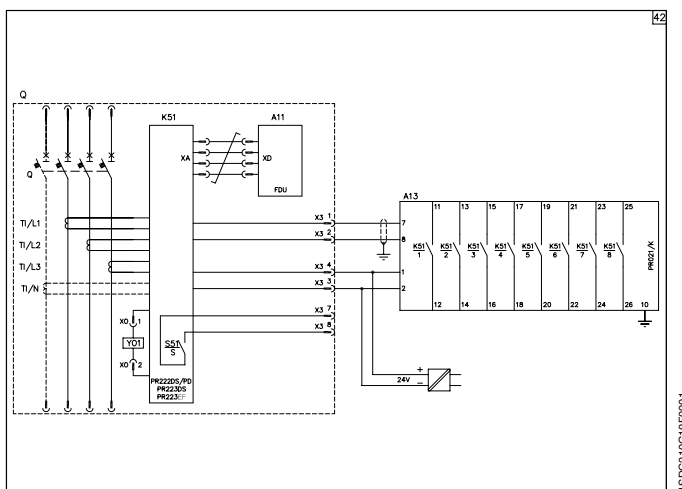 42
Q
K51
A11
XA
XD
FDU
Q
A13
11 13 15 17 19 21 23 25
TI/L1
X3 1
7
X3 2
8
TI/L2
K51 1
K51 2
K51 3
K51 4
K51 5
K51 6
K51 7
K51 8
PR021/K
TI/L3
X3 4
1
TI/N
X3 3
2
12 14 16 18 20 22 24 26 10
X3 7
X0 1
X3 8
Y01
S51
S
X0 2
+
24V
−
PR222DS/PD
PR223DS
PR223EF